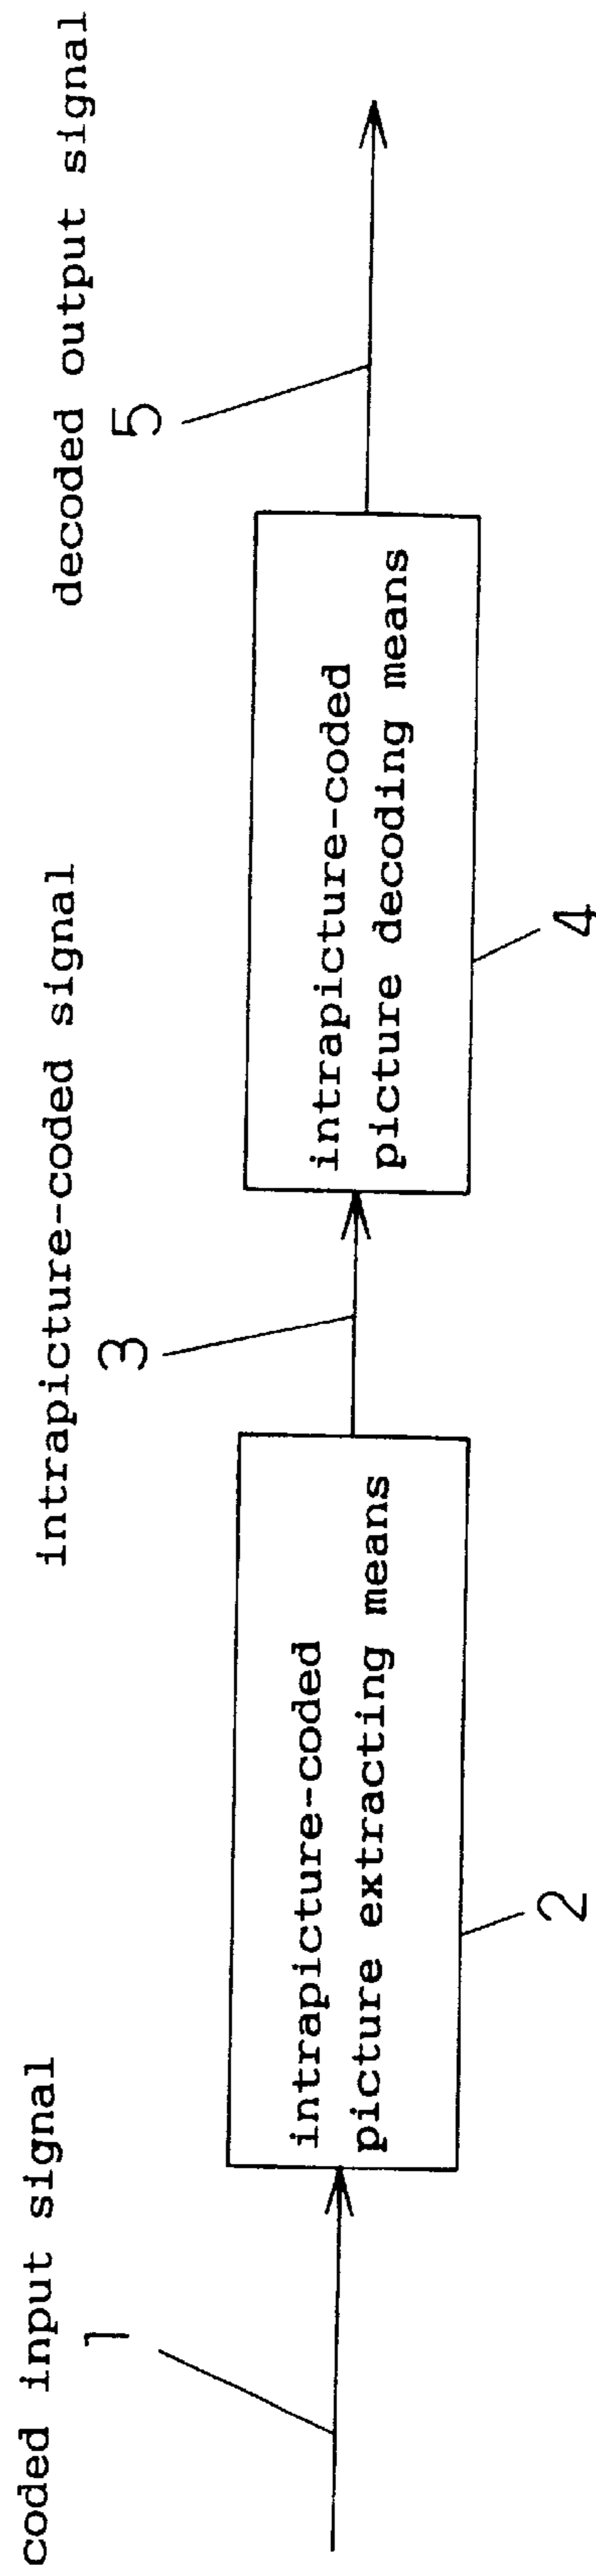 coded input signal
1
intrapicture-coded
picture extracting means
2
intrapicture-coded signal
3
intrapicture-coded
picture decoding means
4
decoded output signal
5